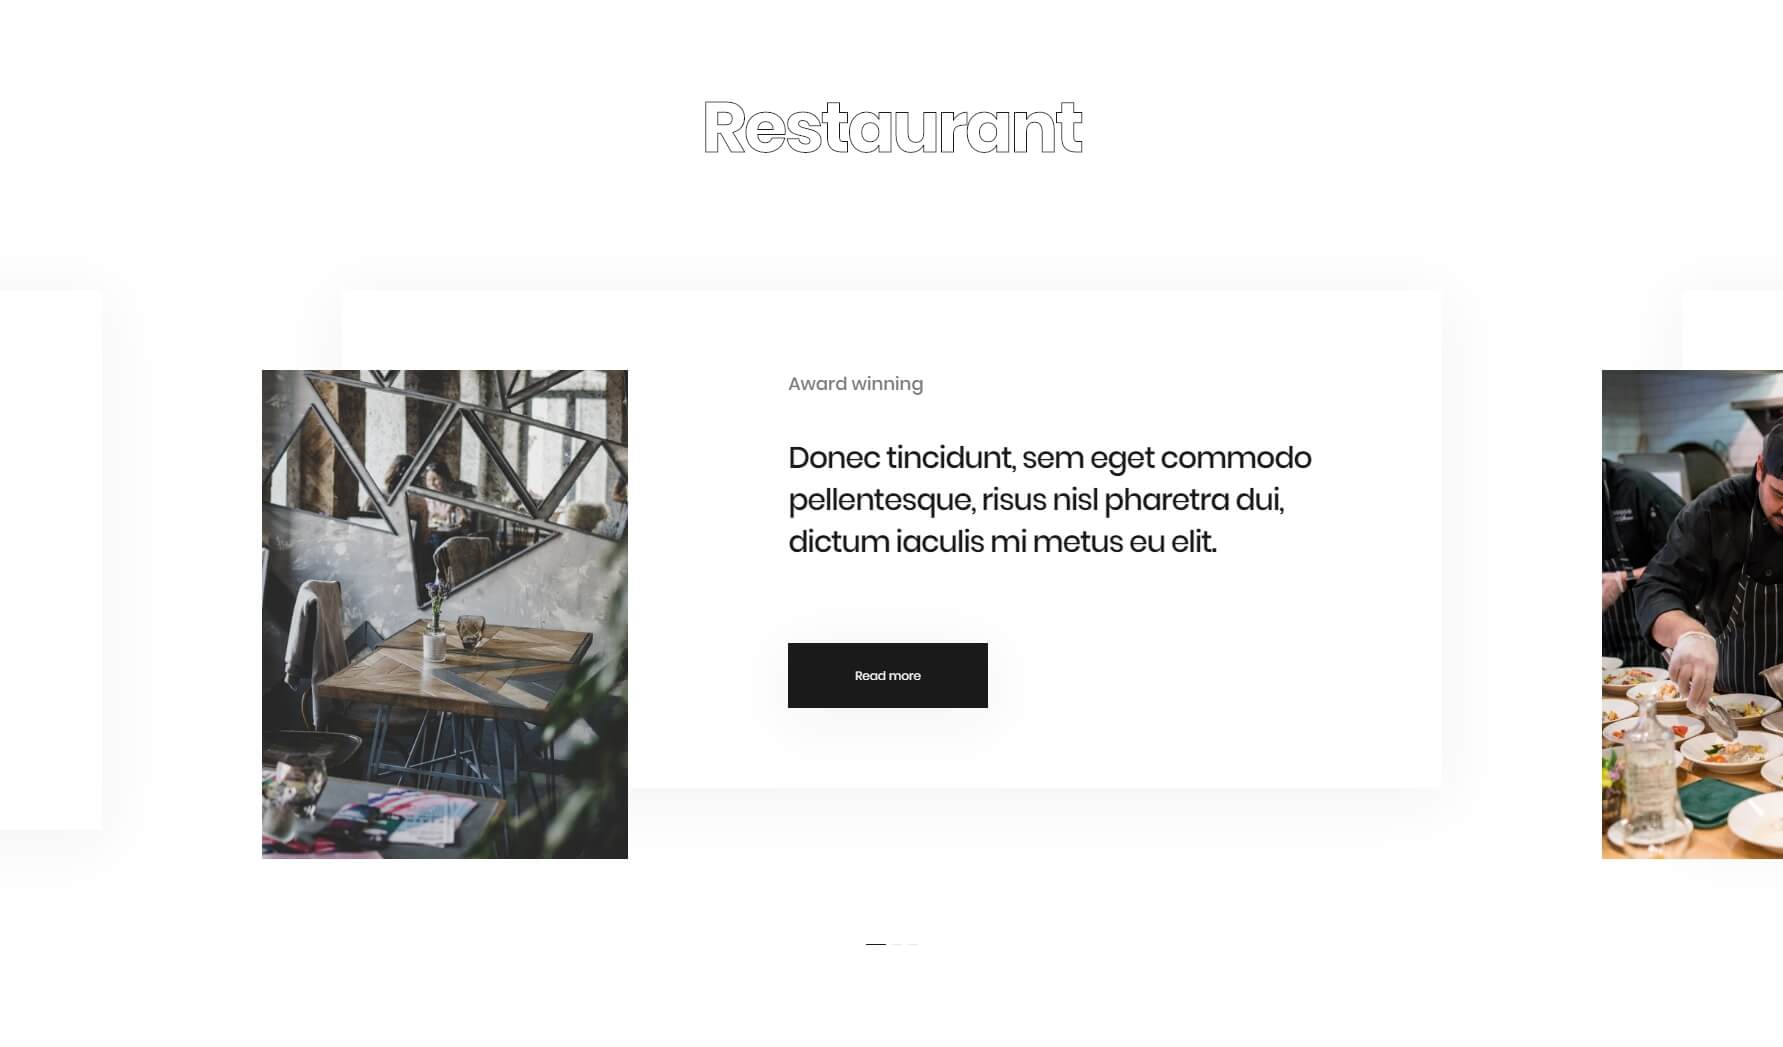 Restaurant
Award winning
Donec tincidunt, sem eget commodo
pellentesque, risus nisl pharetra dui,
dictum iaculis mi metus eu elit.
Read more